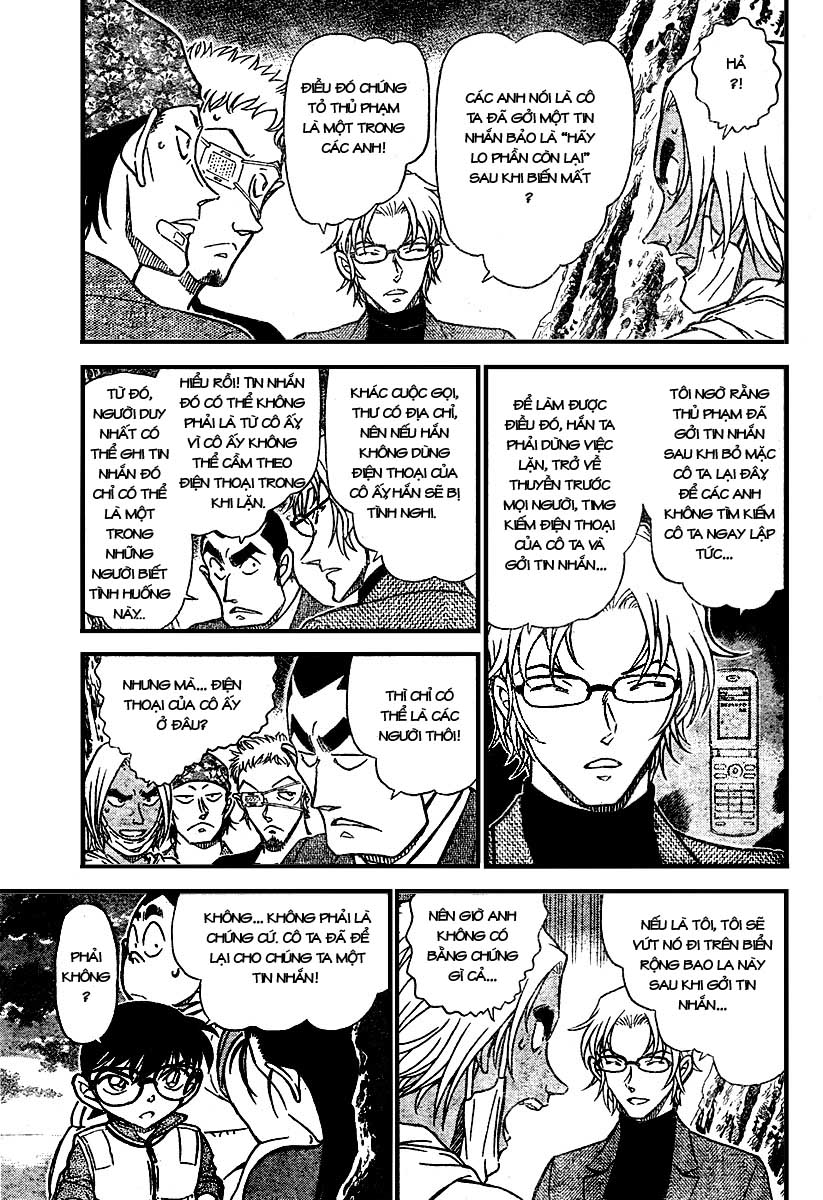 HẢ
?!
CÁC ANH NÓI LÀ CÔ
TA ĐÃ GỞI MỘT TIN
NHẮN BẢO LÀ "HÃY
LO PHẦN CÒN LẠI"
SAU KHI BIẾN MẤT
?
ĐIỀU ĐÓ CHỨNG
TỎ THỦ PHẠM
LÀ MỘT TRONG
CÁC ANH!
TÔI NGỜ RẰNG
THỦ PHẠM ĐÃ
GỞI TIN NHẮN
SAU KHI BỎ MẶC
CÔ TA LẠI ĐÂY,
ĐỂ CÁC ANH
KHÔNG TÌM KIẾM
CÔ TA NGAY LẬP
TỨC...
ĐỂ LÀM ĐƯỢC
ĐIỀU ĐÓ, HẮN TA
PHẢI DỪNG VIỆC
LẶN, TRỞ VỀ
THUYỀN TRƯỚC
MỌI NGƯỜI, TIMG
KIẾM ĐIỆN THOẠI
CỦA CÔ TA VÀ
GỞI TIN NHẮN...
KHÁC CUỘC GỌI,
THƯ CÓ ĐỊA CHỈ,
NÊN NẾU HẮN
KHÔNG DÙNG
ĐIỆN THOẠI CỦA
CÔ ẤY, HẮN SẼ BỊ
TÌNH NGHI.
HIỂU RỒI! TIN NHẮN
ĐÓ CÓ THỂ KHÔNG
PHẢI LÀ TỪ CÔ ẤY,
VÌ CÔ ẤY KHÔNG
THỂ CẦM THEO
ĐIỆN THOẠI TRONG
KHI LẶN.
TỪ ĐÓ,
NGƯỜI DUY
NHẤT CÓ
THỂ GHI TIN
NHẮN ĐÓ
CHỈ CÓ THỂ
LÀ MỘT
TRONG
NHỮNG
NGƯỜI BIẾT
TÌNH HUỐNG
NÀY...
THÌ CHỈ CÓ
THỂ LÀ CÁC
NGƯỜI THÔI!
NHƯNG MÀ... ĐIỆN
THOẠI CỦA CÔ ẤY
Ở ĐÂU?
NẾU LÀ TÔI, TÔI SẼ
VỨT NÓ ĐI TRÊN BIỂN
RỘNG BAO LA NÀY
SAU KHI GỞI TIN
NHẮN...
NÊN GIỜ ANH
KHÔNG CÓ
BẰNG CHỨNG
GÌ CẢ...
KHÔNG... KHÔNG PHẢI LÀ
CHỨNG CỨ. CÔ TA ĐÃ ĐỂ
LẠI CHO CHÚNG TA MỘT
TIN NHẮN!
PHẢI
KHÔNG
?